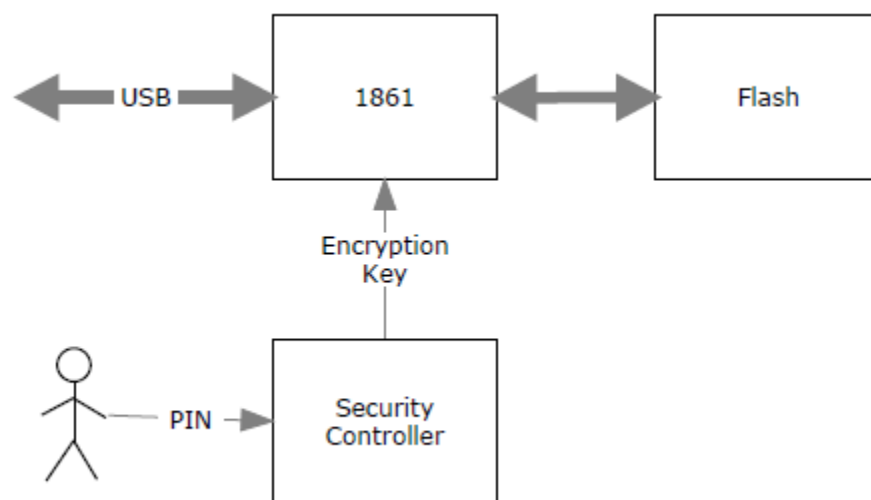 USB
1861
Flash
Encryption
Key
PIN
Security
Controller